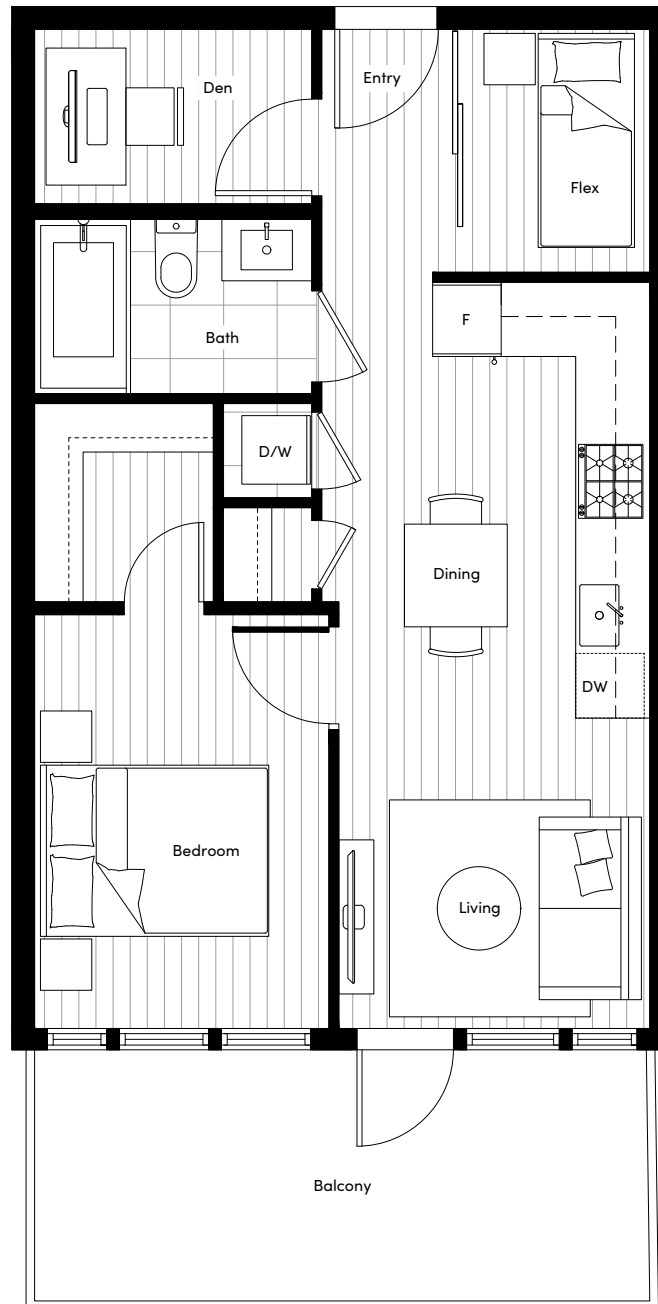 Den
Entry
Flex
F
Bath
D/W
Dining
DW
Bedroom
Living
Balcony